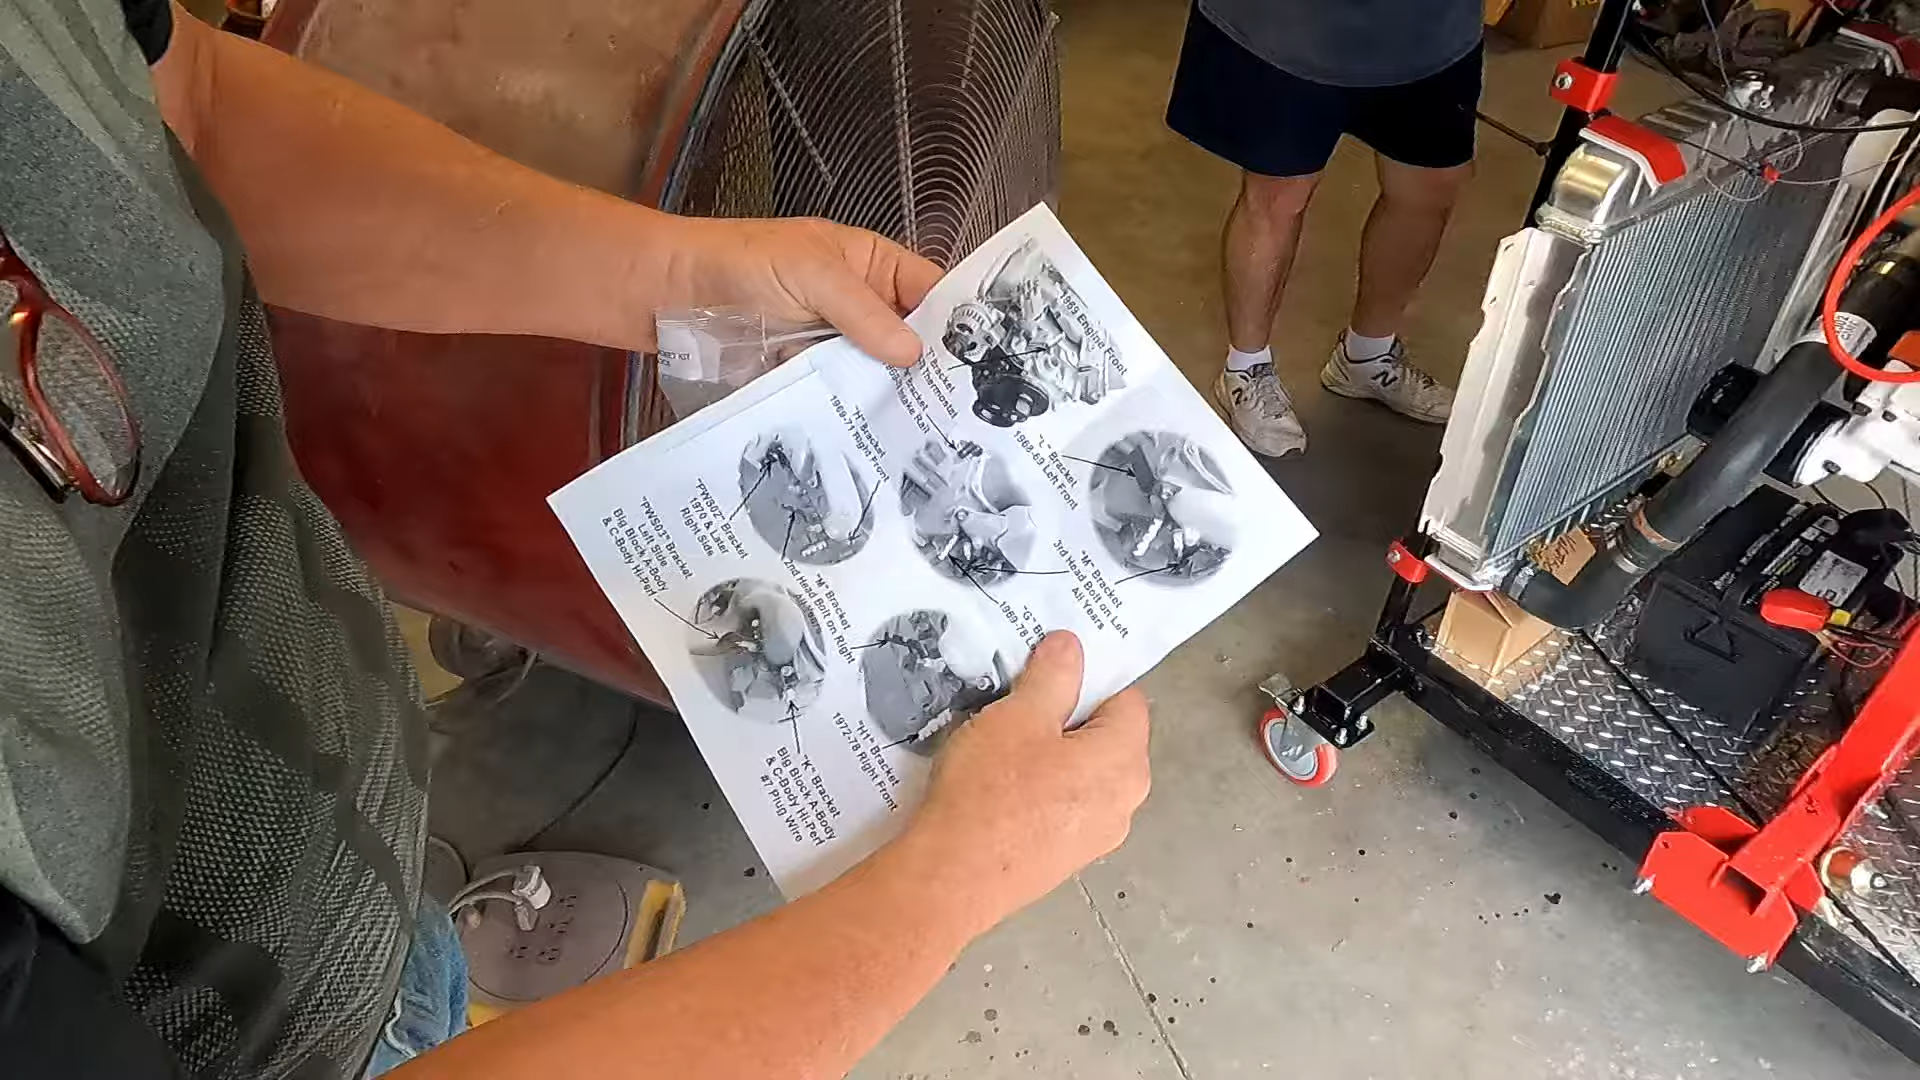 1969 Engine Front
Bracket
Thermostat
Bracket
Intake Rail
"L" Bracket
1968-69 Left Front
"H" Bracket
1969-71 Right Front
"PWS02" Bracket
1970 & Later
Right Side
"PWS03" Bracket
Left Side
Big Block A-Body
& C-Body Hi-Perf
"M" Bracket
2nd Head Bolt on Right
All Years
"M" Bracket
3rd Head Bolt on Left
All Years
"G"
1969-78
"H1" Bracket
1972-78 Right Front
"K" Bracket
Big Block A-Body
& C-Body Hi-Perf
#7 Plug Wire
N